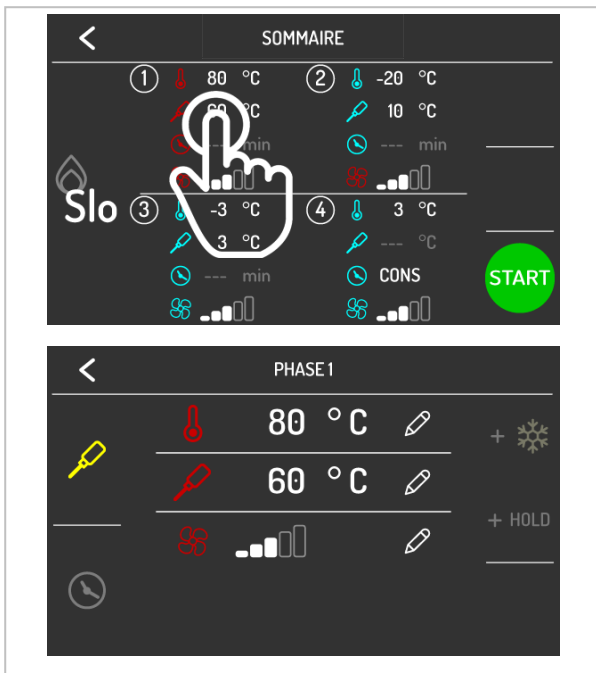 SOMMAIRE
1 80 °C 2 -20 °C
60 °C 10 °C
--- min --- min
Slo 3 -3 °C 4 3 °C
3 °C --- °C
--- min CONS START
PHASE 1
80 °C
+
60 °C
+ HOLD